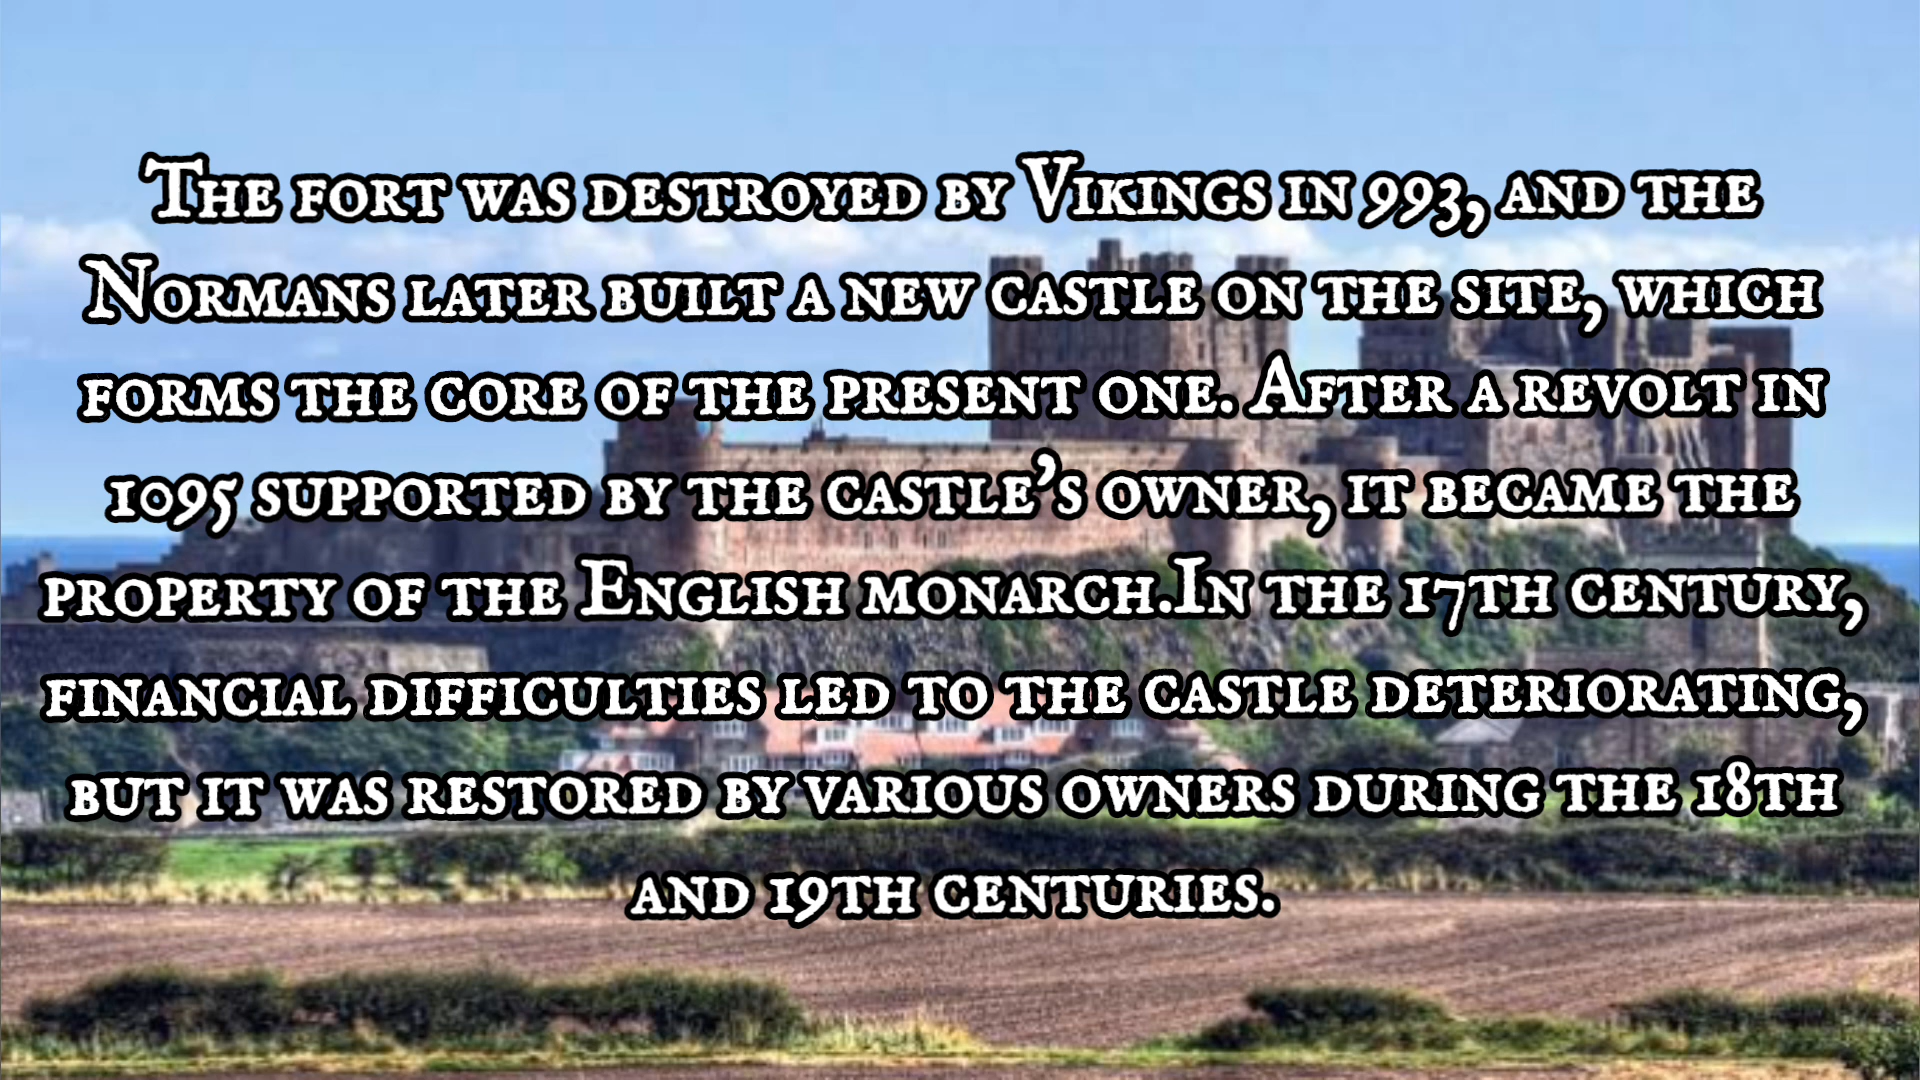 The fort was destroyed by Vikings in 993, and the
Normans later built a new castle on the site, which
forms the core of the present one. After a revolt in
1095 supported by the castle's owner, it became the
property of the English monarch.In the 17th century,
financial difficulties led to the castle deteriorating,
but it was restored by various owners during the 18th
and 19th centuries.